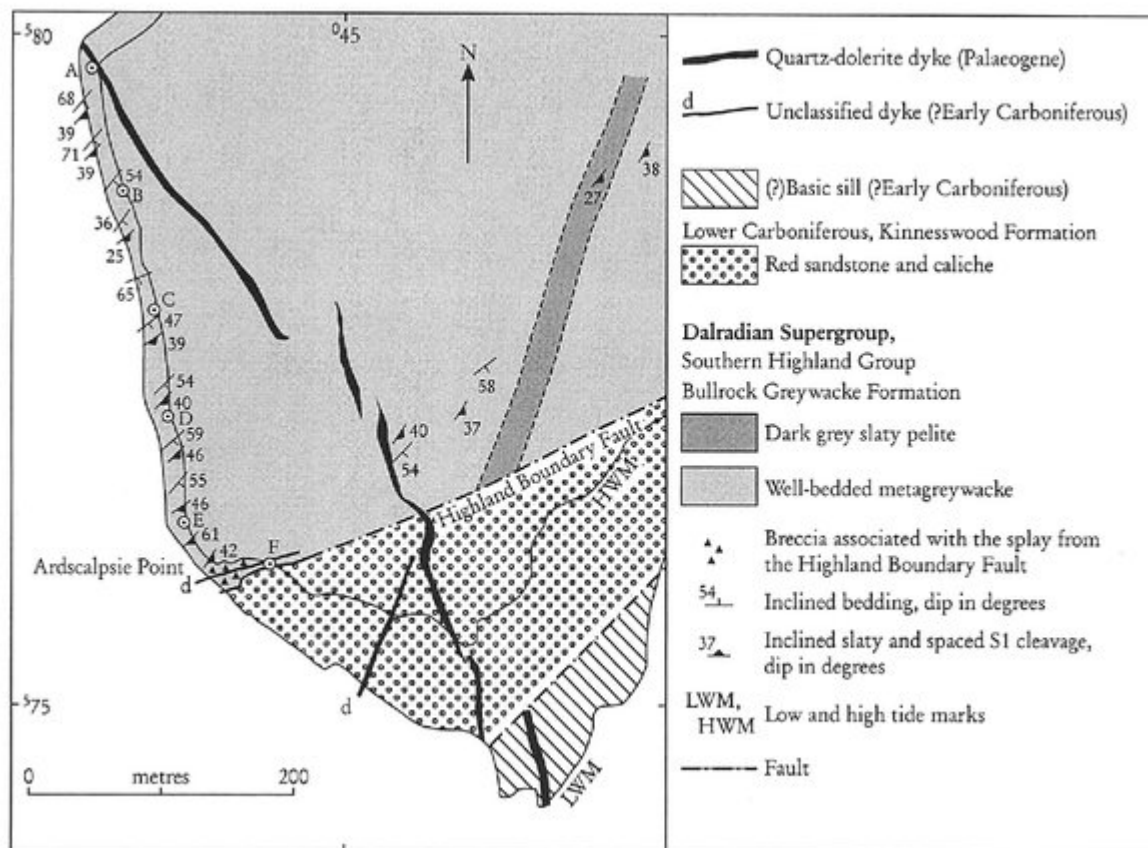 580
045
N
A
68
39
71
39
54
B
36
25
65
C
47
39
54
40
D
59
46
55
46
E
61
42
F
Ardscalpsie Point
d
38
27
58
37
40
54
Highland Boundary Fault
HWM
d
575
LWM
0 metres 200
Quartz-dolerite dyke (Palaeogene)
d
Unclassified dyke (?Early Carboniferous)
(?)Basic sill (?Early Carboniferous)
Lower Carboniferous, Kinnesswood Formation
Red sandstone and caliche
Dalradian Supergroup,
Southern Highland Group
Bullrock Greywacke Formation
Dark grey slaty pelite
Well-bedded metagreywacke
Breccia associated with the splay from
the Highland Boundary Fault
54
Inclined bedding, dip in degrees
37
Inclined slaty and spaced S1 cleavage,
dip in degrees
LWM,
HWM
Low and high tide marks
Fault